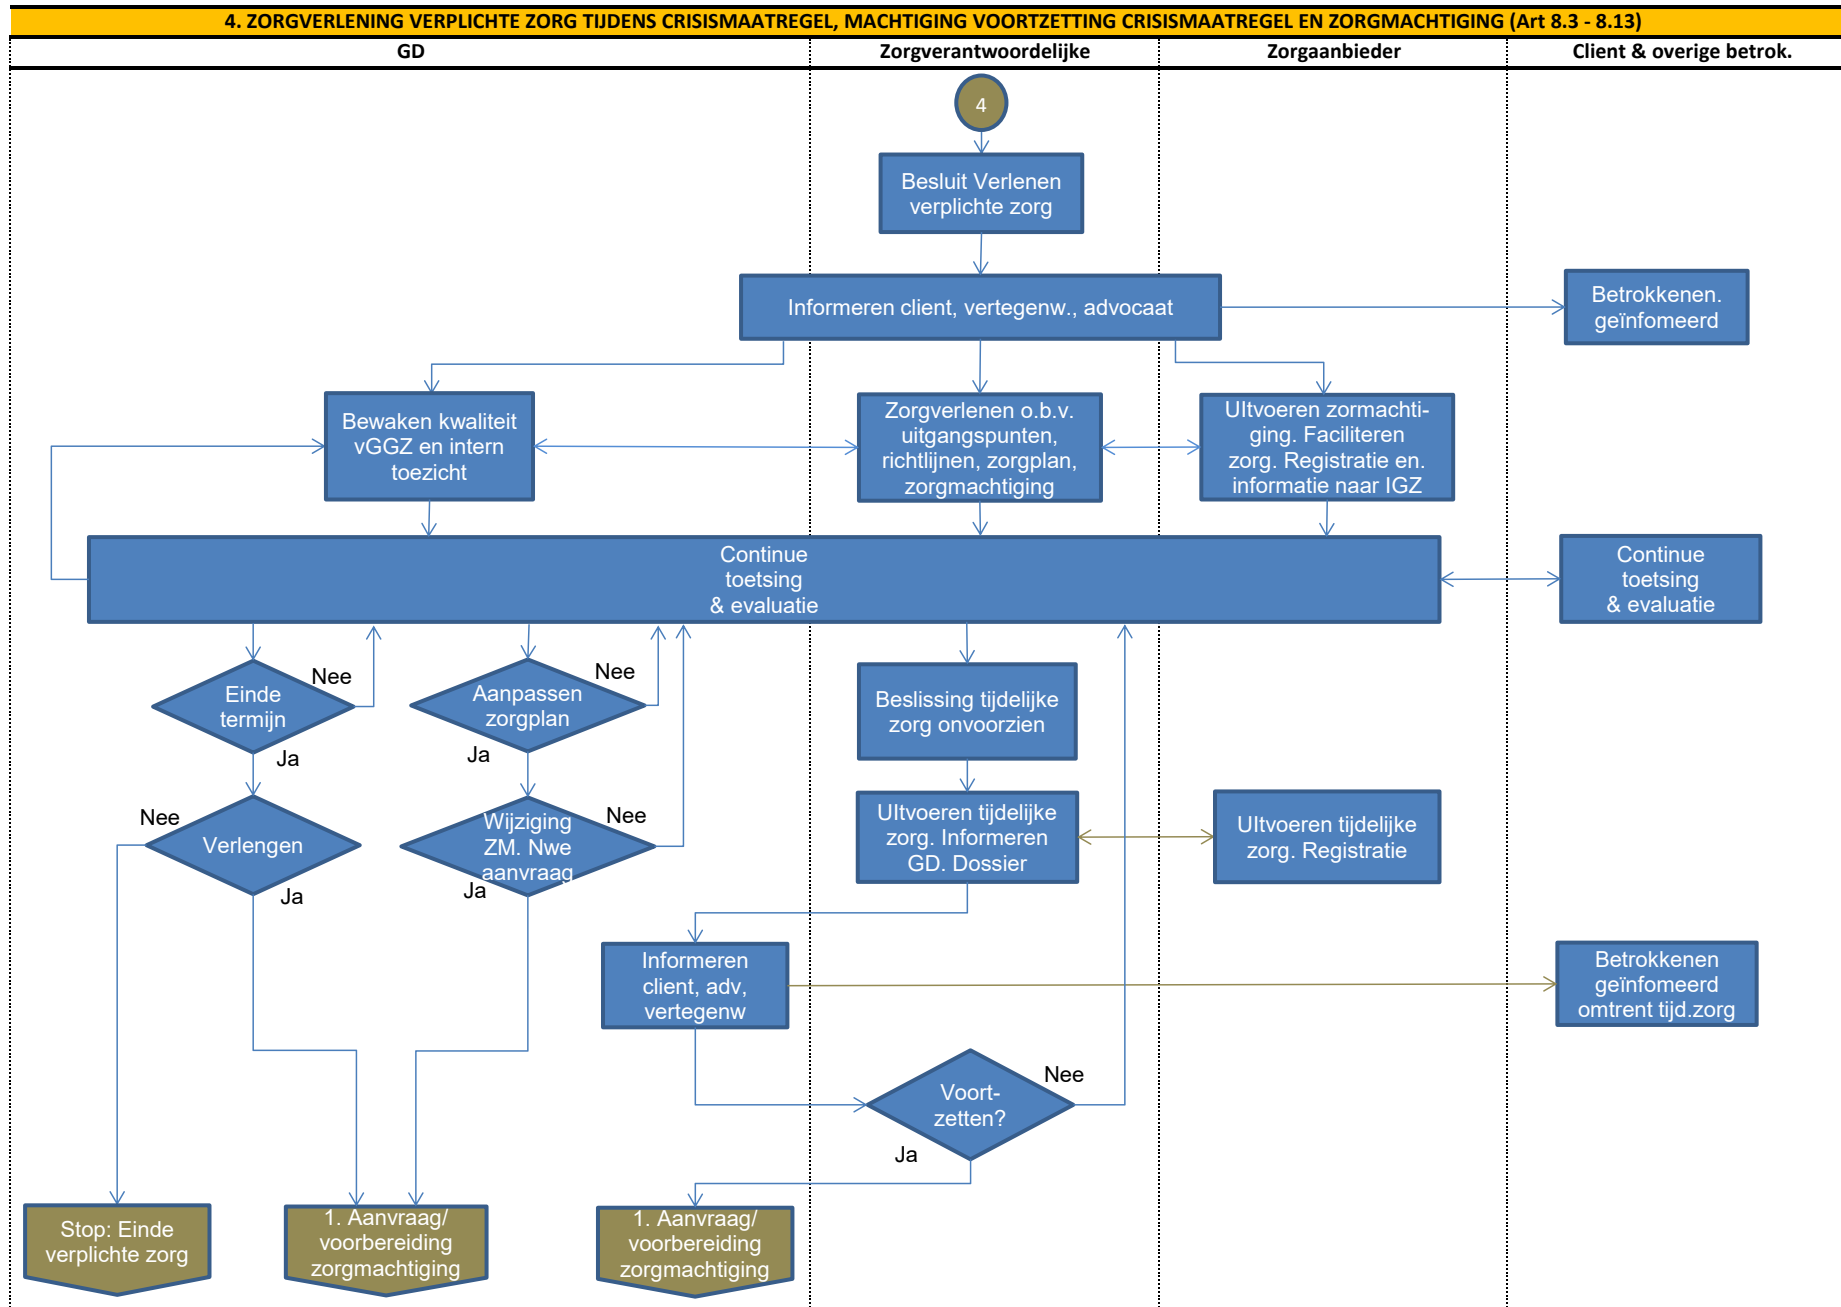 4. ZORGVERLENING VERPLICHTE ZORG TIJDENS CRISISMAATREGEL, MACHTIGING VOORTZETTING CRISISMAATREGEL EN ZORGMACHTIGING (Art 8.3 - 8.13)
GD
Zorgverantwoordelijke
Zorgaanbieder
Client & overige betrok.
4
Besluit Verlenen
verplichte zorg
Informeren client, vertegenw., advocaat
Betrokkenen.
geïnfomeerd
Bewaken kwaliteit
vGGZ en intern
toezicht
Zorgverlenen o.b.v.
uitgangspunten,
richtlijnen, zorgplan,
zorgmachtiging
UItvoeren zormachti-
ging. Faciliteren
zorg. Registratie en.
informatie naar IGZ
Continue
toetsing
& evaluatie
Continue
toetsing
& evaluatie
Einde
termijn
Nee
Ja
Aanpassen
zorgplan
Nee
Ja
Beslissing tijdelijke
zorg onvoorzien
Nee
Verlengen
Ja
Wijziging
ZM. Nwe
aanvraag
Nee
Ja
UItvoeren tijdelijke
zorg. Informeren
GD. Dossier
UItvoeren tijdelijke
zorg. Registratie
Informeren
client, adv,
vertegenw
Betrokkenen
geïnfomeerd
omtrent tijd.zorg
Voort-
zetten?
Nee
Ja
Stop: Einde
verplichte zorg
1. Aanvraag/
voorbereiding
zorgmachtiging
1. Aanvraag/
voorbereiding
zorgmachtiging